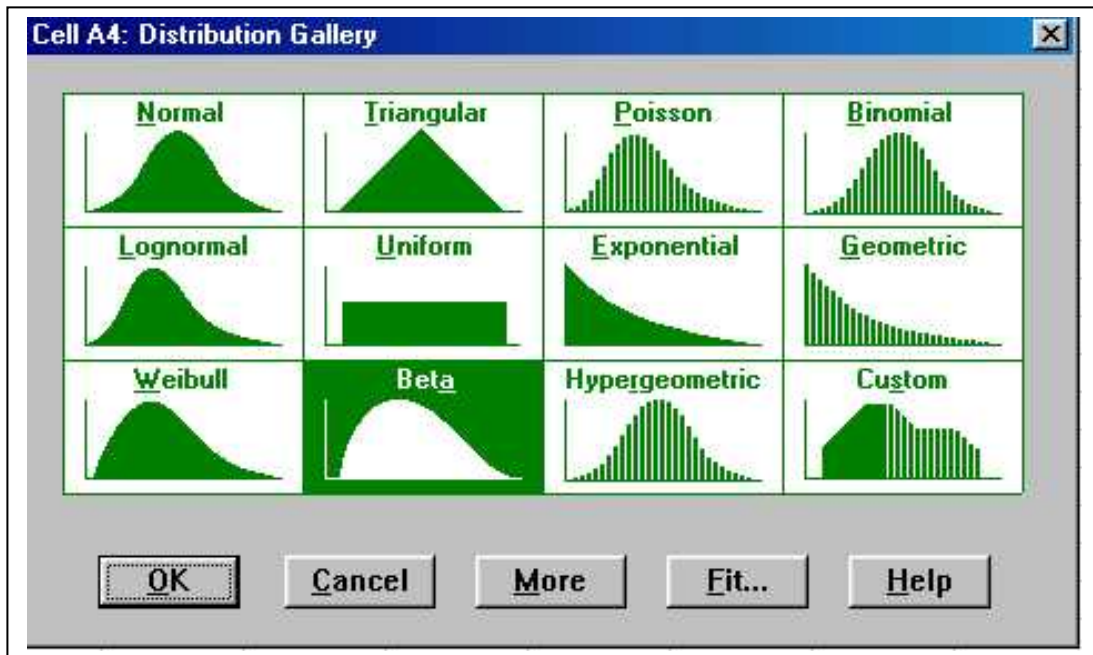 Cell A4: Distribution Gallery
Normal Triangular Poisson Binomial
Lognormal Uniform Exponential Geometric
Weibull Beta Hypergeometric Custom
OK Cancel More Fit... Help